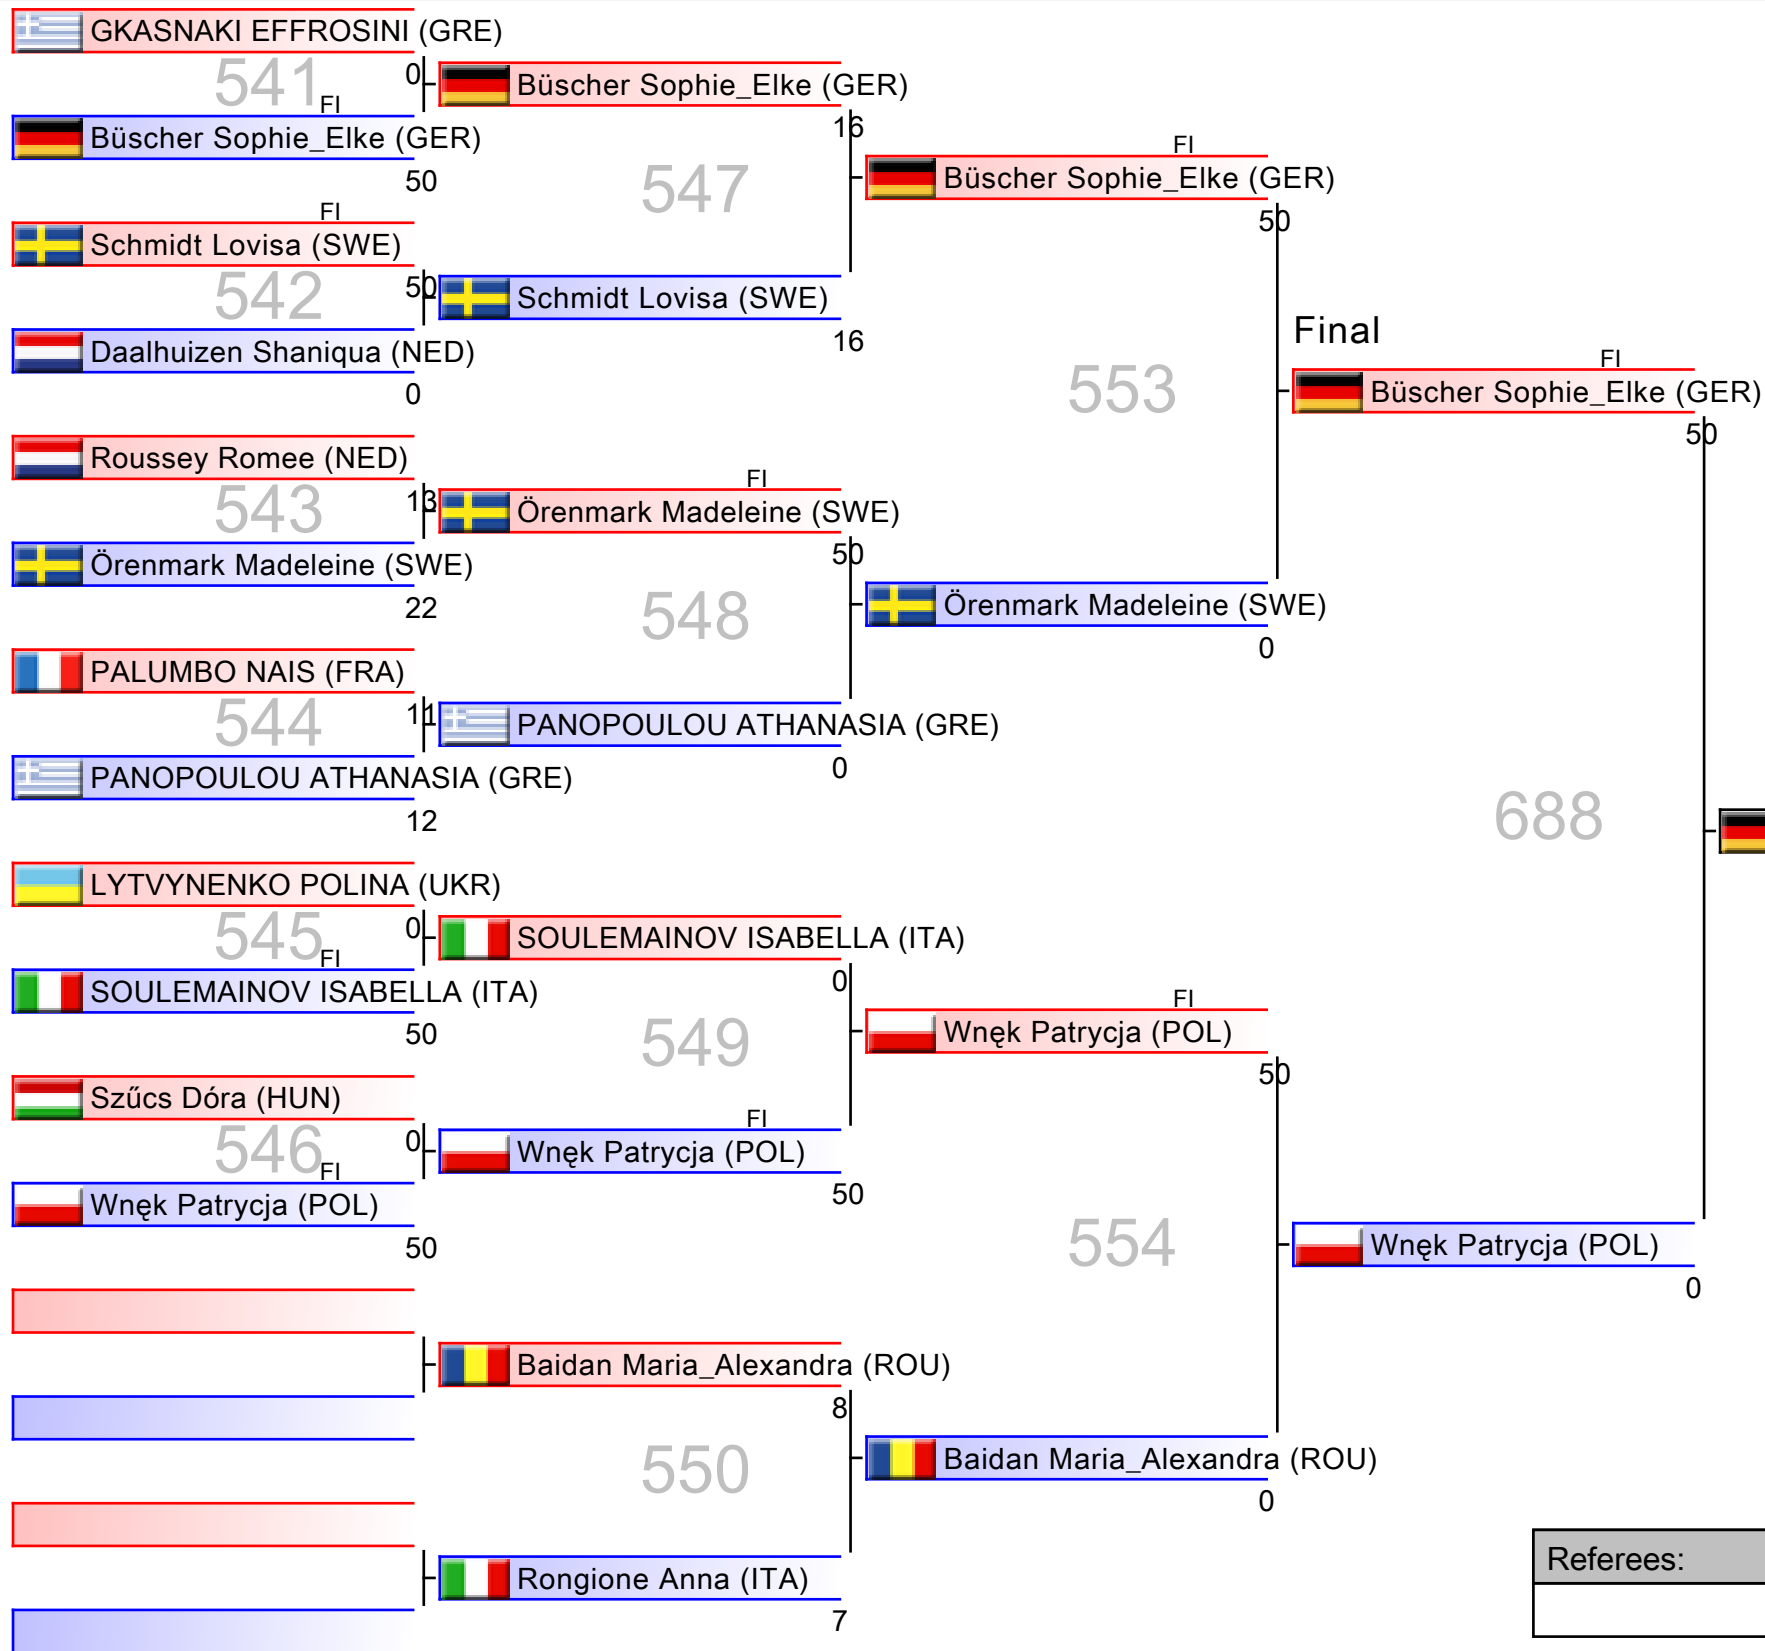 GKASNAKI EFFROSINI (GRE)
541
0
FI
Büscher Sophie_Elke (GER)
50
FI
Schmidt Lovisa (SWE)
542
50
Daalhuizen Shaniqua (NED)
0
Roussey Romee (NED)
543
13
Örenmark Madeleine (SWE)
22
PALUMBO NAIS (FRA)
544
11
PANOPOULOU ATHANASIA (GRE)
12
LYTVYNENKO POLINA (UKR)
545
0
FI
SOULEMAINOV ISABELLA (ITA)
50
Szűcs Dóra (HUN)
546
0
FI
Wnęk Patrycja (POL)
50
Büscher Sophie_Elke (GER)
16
547
Schmidt Lovisa (SWE)
16
FI
Örenmark Madeleine (SWE)
50
548
PANOPOULOU ATHANASIA (GRE)
0
SOULEMAINOV ISABELLA (ITA)
0
549
FI
Wnęk Patrycja (POL)
50
Baidan Maria_Alexandra (ROU)
8
550
Rongione Anna (ITA)
7
FI
Büscher Sophie_Elke (GER)
50
553
Örenmark Madeleine (SWE)
0
FI
Wnęk Patrycja (POL)
50
554
Baidan Maria_Alexandra (ROU)
0
Final
FI
Büscher Sophie_Elke (GER)
50
688
Wnęk Patrycja (POL)
0
Referees: